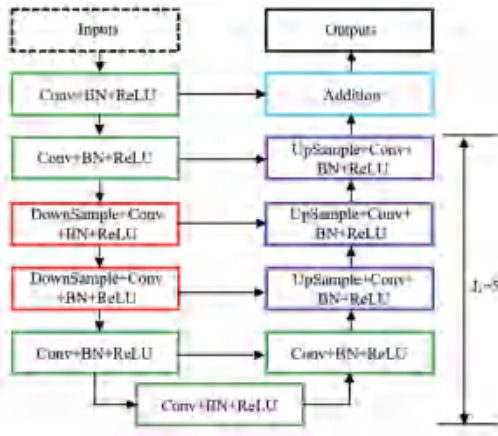 Inputs
Outputs
Conv+BN+ReLU
Addition
Conv+BN+ReLU
UpSample+Conv+
BN+ReLU
DownSample+Conv
+BN+ReLU
UpSample+Conv+
BN+ReLU
DownSample+Conv
+BN+ReLU
UpSample+Conv+
BN+ReLU
Conv+BN+ReLU
Conv+BN+ReLU
L=5
Conv+BN+ReLU